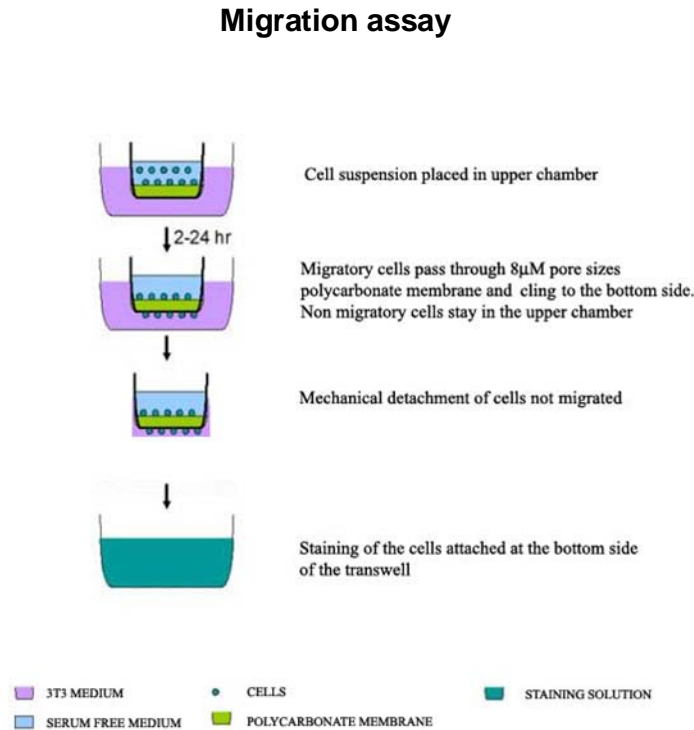 Migration assay
Cell suspension placed in upper chamber
2-24 hr
Migratory cells pass through 8µM pore sizes
polycarbonate membrane and cling to the bottom side.
Non migratory cells stay in the upper chamber
Mechanical detachment of cells not migrated
Staining of the cells attached at the bottom side
of the transwell
3T3 MEDIUM
CELLS
STAINING SOLUTION
SERUM FREE MEDIUM
POLYCARBONATE MEMBRANE